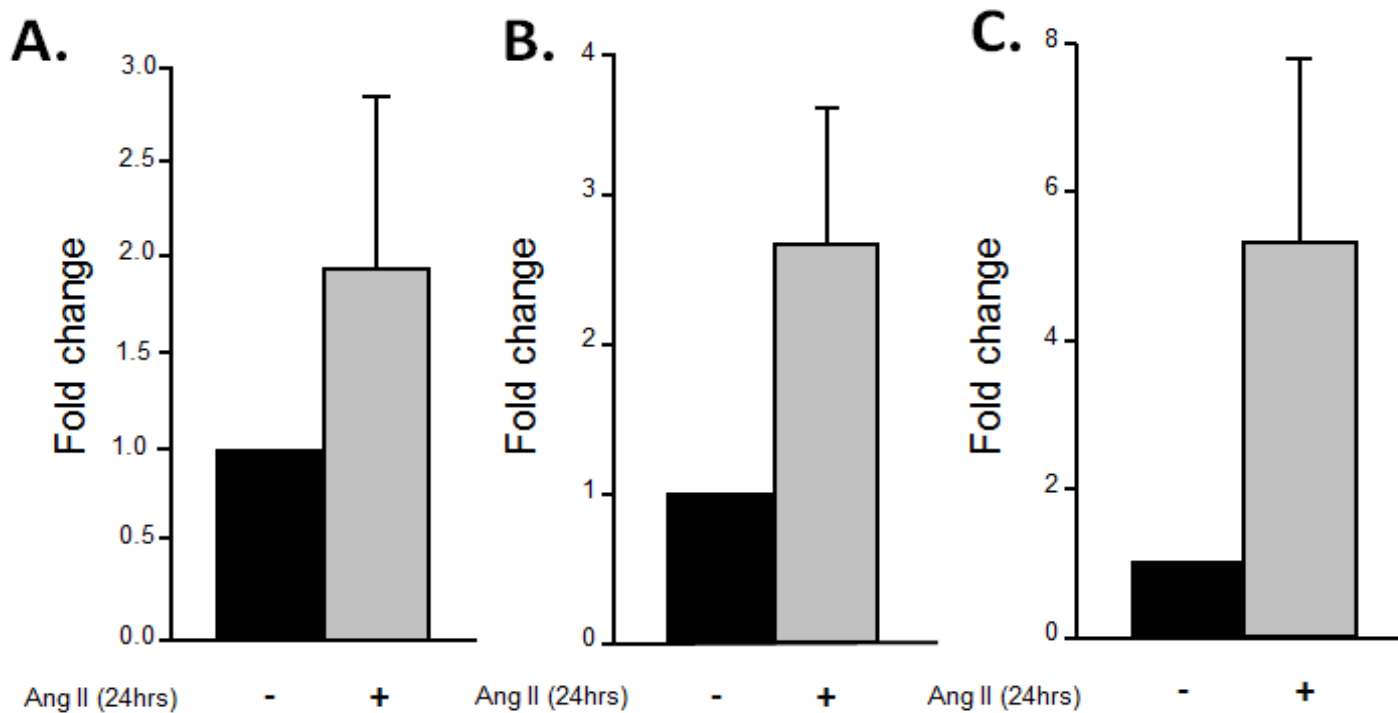 A.
3.0
2.5
2.0
1.5
1.0
0.5
0.0
Fold change
Ang II (24hrs) - +
B.
4
3
2
1
0
Fold change
Ang II (24hrs) - +
C.
8
6
4
2
0
Fold change
Ang II (24hrs) - +